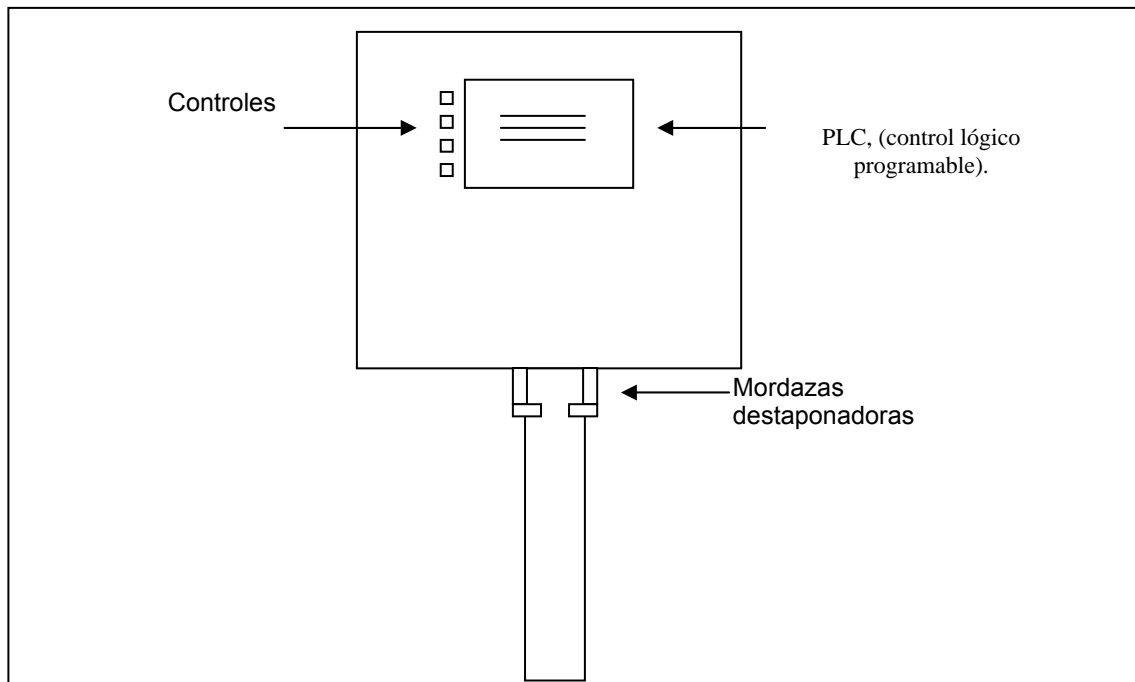 Controles
PLC, (control lógico
programable).
Mordazas
destaponadoras